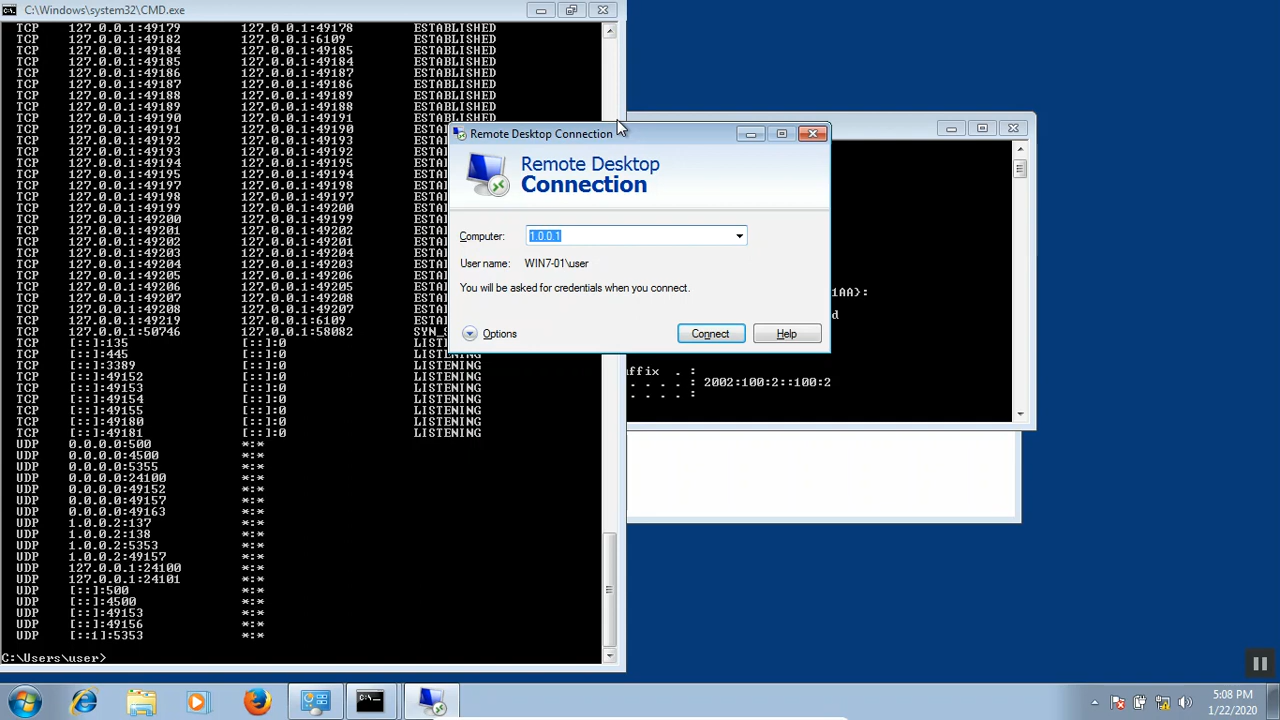 C:\Windows\system32\CMD.exe
TCP 127.0.0.1:49179 127.0.0.1:49178 ESTABLISHED
TCP 127.0.0.1:49182 127.0.0.1:6109 ESTABLISHED
TCP 127.0.0.1:49184 127.0.0.1:49185 ESTABLISHED
TCP 127.0.0.1:49185 127.0.0.1:49184 ESTABLISHED
TCP 127.0.0.1:49186 127.0.0.1:49187 ESTABLISHED
TCP 127.0.0.1:49187 127.0.0.1:49186 ESTABLISHED
TCP 127.0.0.1:49188 127.0.0.1:49189 ESTABLISHED
TCP 127.0.0.1:49189 127.0.0.1:49188 ESTABLISHED
TCP 127.0.0.1:49190 127.0.0.1:49191 ESTABLISHED
TCP 127.0.0.1:49191 127.0.0.1:49190
TCP 127.0.0.1:49192 127.0.0.1:49193
TCP 127.0.0.1:49193 127.0.0.1:49192
TCP 127.0.0.1:49194 127.0.0.1:49195
TCP 127.0.0.1:49195 127.0.0.1:49194
TCP 127.0.0.1:49197 127.0.0.1:49198
TCP 127.0.0.1:49198 127.0.0.1:49197
TCP 127.0.0.1:49199 127.0.0.1:49200
TCP 127.0.0.1:49200 127.0.0.1:49199
TCP 127.0.0.1:49201 127.0.0.1:49202
TCP 127.0.0.1:49202 127.0.0.1:49201
TCP 127.0.0.1:49203 127.0.0.1:49204
TCP 127.0.0.1:49204 127.0.0.1:49203
TCP 127.0.0.1:49205 127.0.0.1:49206
TCP 127.0.0.1:49206 127.0.0.1:49205
TCP 127.0.0.1:49207 127.0.0.1:49208
TCP 127.0.0.1:49208 127.0.0.1:49207
TCP 127.0.0.1:49219 127.0.0.1:6109
TCP 127.0.0.1:50746 127.0.0.1:58082 SYN_S
TCP [::]:135 [::]:0 LISTENING
TCP [::]:445 [::]:0 LISTENING
TCP [::]:3389 [::]:0 LISTENING
TCP [::]:49152 [::]:0 LISTENING
TCP [::]:49153 [::]:0 LISTENING
TCP [::]:49154 [::]:0 LISTENING
TCP [::]:49155 [::]:0 LISTENING
TCP [::]:49180 [::]:0 LISTENING
TCP [::]:49181 [::]:0 LISTENING
UDP 0.0.0.0:500 *:*
UDP 0.0.0.0:4500 *:*
UDP 0.0.0.0:5355 *:*
UDP 0.0.0.0:24100 *:*
UDP 0.0.0.0:49152 *:*
UDP 0.0.0.0:49157 *:*
UDP 0.0.0.0:49163 *:*
UDP 1.0.0.2:137 *:*
UDP 1.0.0.2:138 *:*
UDP 1.0.0.2:5353 *:*
UDP 1.0.0.2:49157 *:*
UDP 127.0.0.1:24100 *:*
UDP 127.0.0.1:24101 *:*
UDP [::]:500 *:*
UDP [::]:4500 *:*
UDP [::]:49153 *:*
UDP [::]:49156 *:*
UDP [::1]:5353 *:*
C:\Users\user>
Remote Desktop Connection
Remote Desktop
Connection
Computer: 1.0.0.1
User name: WIN7-01\user
You will be asked for credentials when you connect.
Options Connect Help
1AA}:
d
uffix . :
. . . . : 2002:100:2::100:2
. . . . :
5:08 PM
1/22/2020